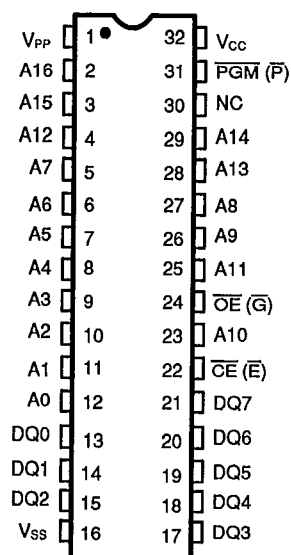 VPP 1 32 VCC
A16 2 31 PGM (P)
A15 3 30 NC
A12 4 29 A14
A7 5 28 A13
A6 6 27 A8
A5 7 26 A9
A4 8 25 A11
A3 9 24 OE (G)
A2 10 23 A10
A1 11 22 CE (E)
A0 12 21 DQ7
DQ0 13 20 DQ6
DQ1 14 19 DQ5
DQ2 15 18 DQ4
VSS 16 17 DQ3